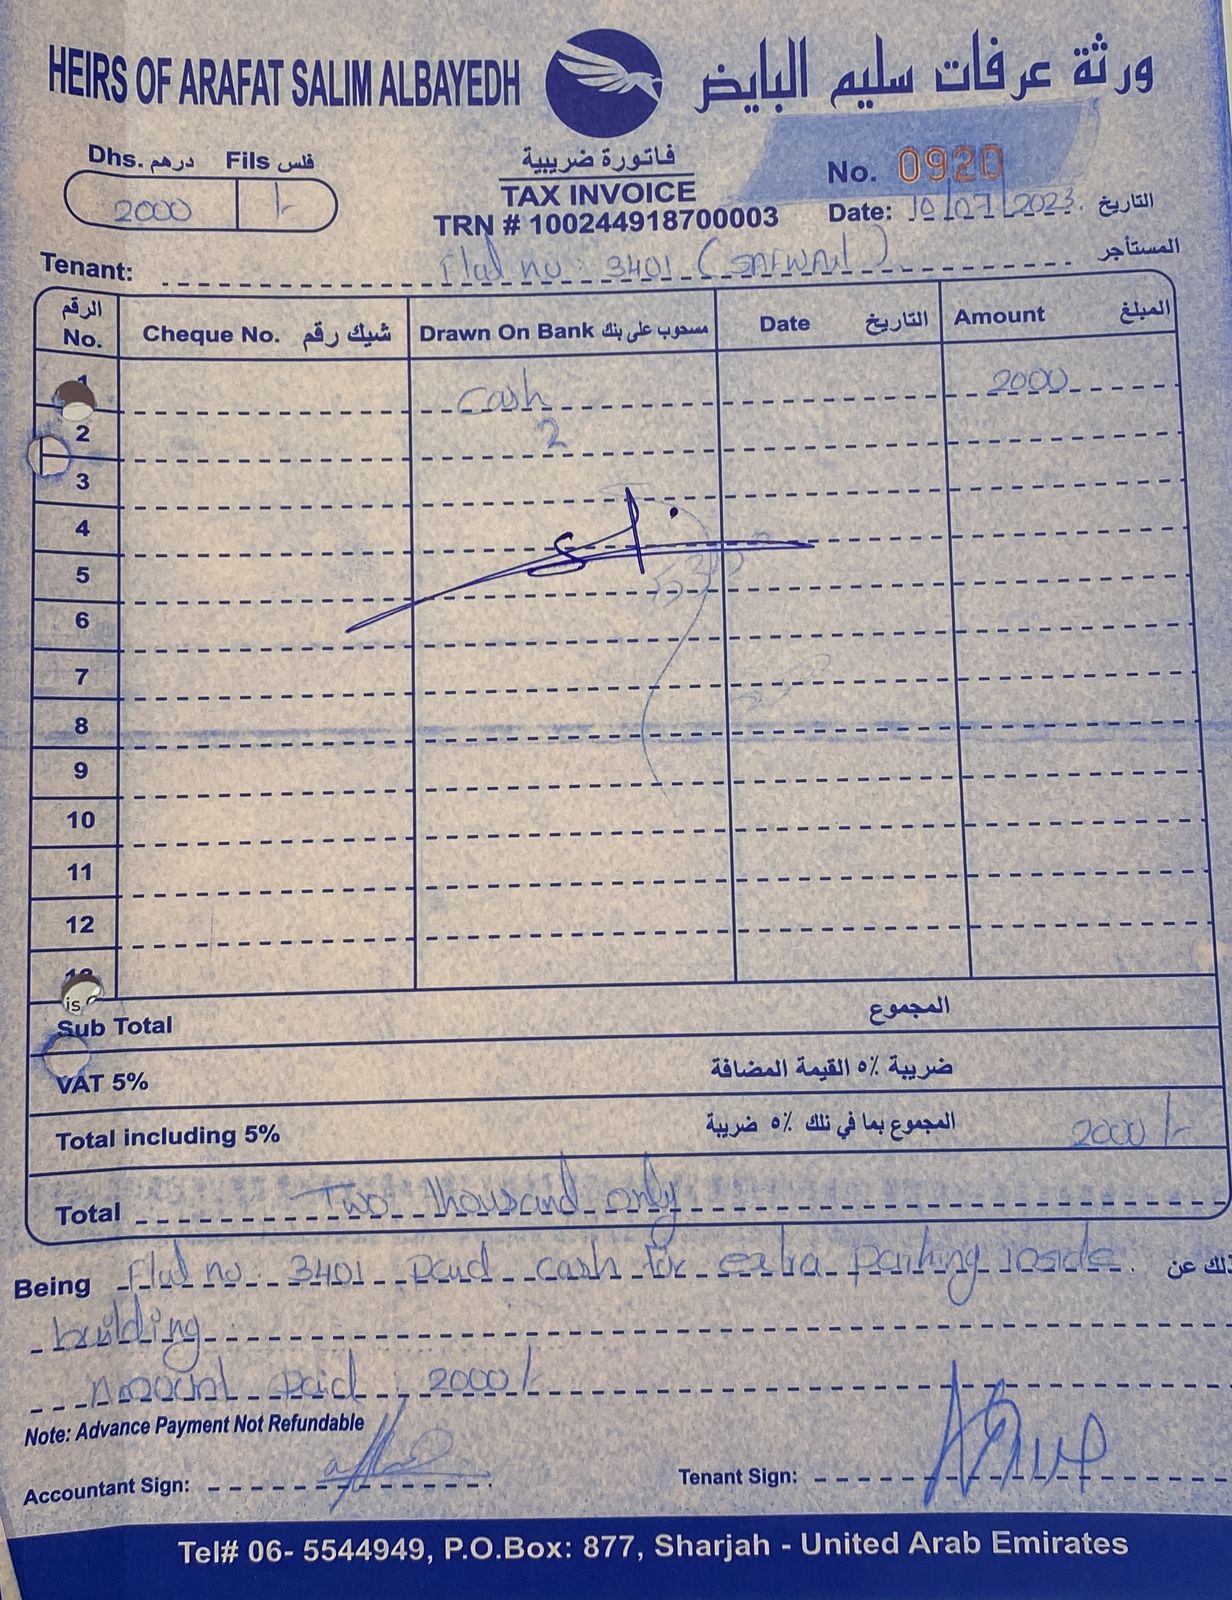 HEIRS OF ARAFAT SALIM ALBAYEDH
ورثة عرفات سليم البايض
Dhs. درهم Fils فلس
2000 /-
فاتورة ضريبية
TAX INVOICE
TRN # 100244918700003
No. 0920
Date: 10/07/2023 التاريخ
Tenant: Flat no: 3401 (SAFWAN) المستأجر
الرقم No. Cheque No. شيك رقم Drawn On Bank مسحوب على بنك Date التاريخ Amount المبلغ
1 Cash 2000
2 2
3
4
5
6
7
8
9
10
11
12
13
is
Sub Total المجموع
VAT 5% ضريبة ٥٪ القيمة المضافة
Total including 5% المجموع بما في ذلك ٥٪ ضريبة 2000/-
Total Two thousand only
Being Flat no: 3401 paid cash for extra parking inside. ذلك عن
building
Amount paid: 2000/-
Note: Advance Payment Not Refundable
Accountant Sign:
Tenant Sign:
Tel# 06- 5544949, P.O.Box: 877, Sharjah - United Arab Emirates